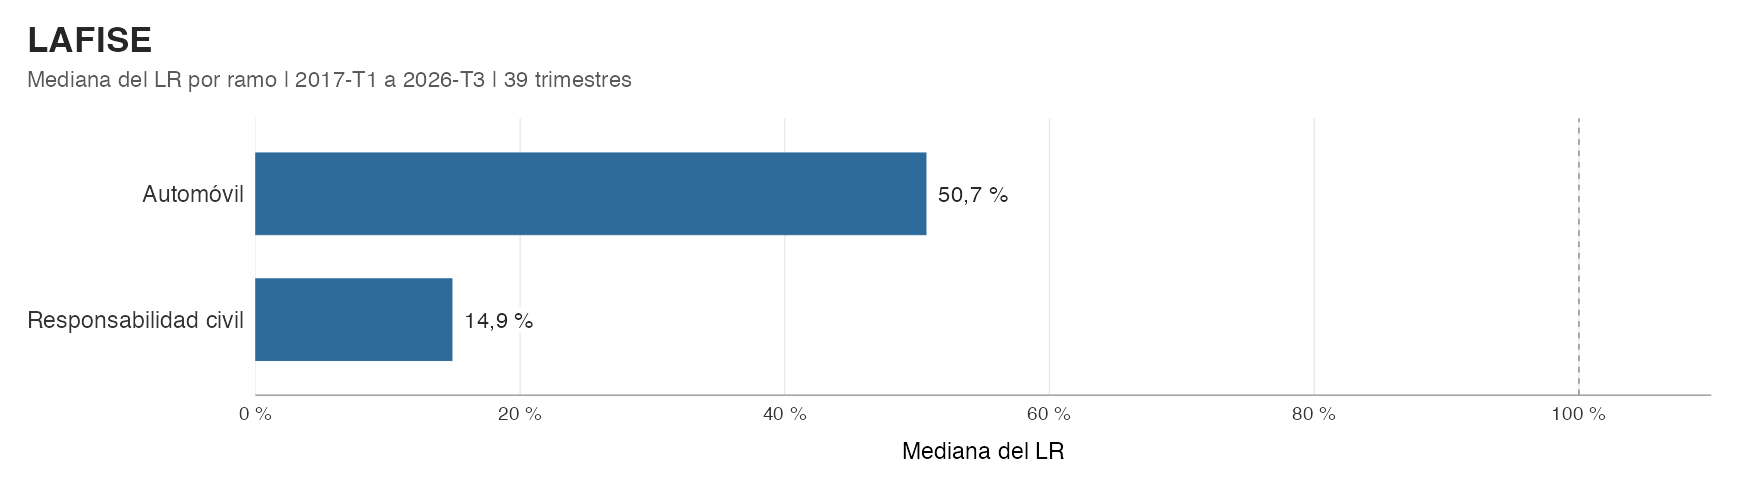 LAFISE
Mediana del LR por ramo | 2017-T1 a 2026-T3 | 39 trimestres
Automóvil
50,7 %
Responsabilidad civil
14,9 %
0 %
20 %
40 %
60 %
80 %
100 %
Mediana del LR